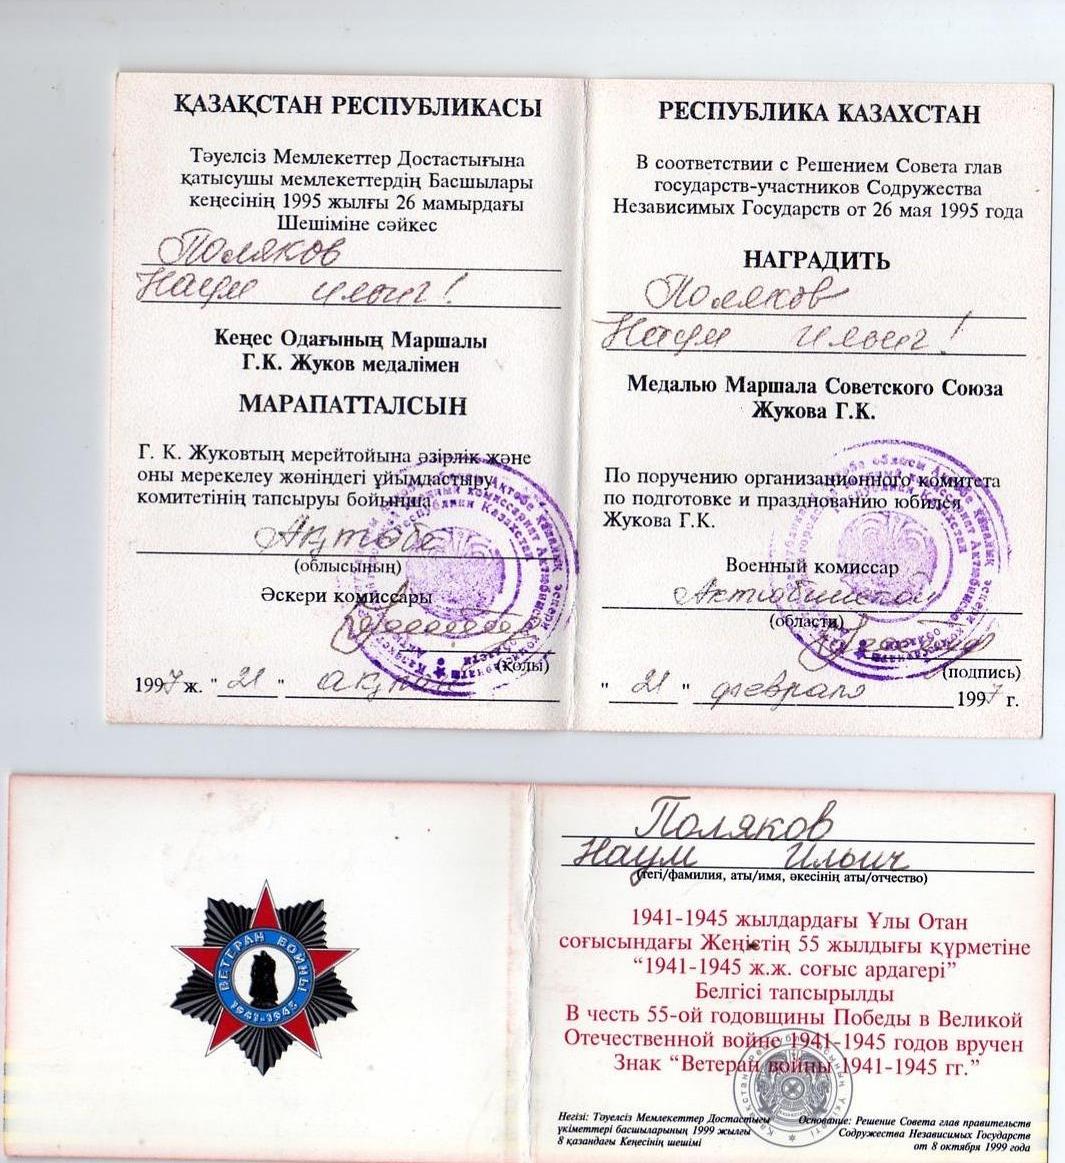 ҚАЗАҚСТАН РЕСПУБЛИКАСЫ
Тәуелсіз Мемлекеттер Достастығына
қатысушы мемлекеттердің Басшылары
кеңесінің 1995 жылғы 26 мамырдағы
Шешіміне сәйкес
Поляков
Наум Ильич!
Кеңес Одағының Маршалы
Г.К. Жуков медалімен
МАРАПАТТАЛСЫН
Г. К. Жуковтың мерейтойына әзірлік және
оны мерекелеу жөніндегі ұйымдастыру
комитетінің тапсыруы бойынша
Ақтөбе
(облысының)
Әскери комиссары
(қолы)
1997 ж. "21" ақпан
РЕСПУБЛИКА КАЗАХСТАН
В соответствии с Решением Совета глав
государств-участников Содружества
Независимых Государств от 26 мая 1995 года
НАГРАДИТЬ
Поляков
Наум Ильич!
Медалью Маршала Советского Союза
Жукова Г.К.
По поручению организационного комитета
по подготовке и празднованию юбилея
Жукова Г.К.
Военный комиссар
Актюбинской
(области)
(подпись)
"21" февраля 1997 г.
ВЕТЕРАН ВОЙНЫ
1941-1945
Поляков
Наум Ильич
(тегі/фамилия, аты/имя, әкесінің аты/отчество)
1941-1945 жылдардағы Ұлы Отан
соғысындағы Жеңістің 55 жылдығы құрметіне
“1941-1945 ж.ж. соғыс ардагері”
Белгісі тапсырылды
В честь 55-ой годовщины Победы в Великой
Отечественной войне 1941-1945 годов вручен
Знак “Ветеран войны 1941-1945 гг.”
Негізі: Тәуелсіз Мемлекеттер Достастығы
үкіметтері басшыларының 1999 жылғы
8 қазандағы Кеңесінің шешімі
Основание: Решение Совета глав правительств
Содружества Независимых Государств
от 8 октября 1999 года